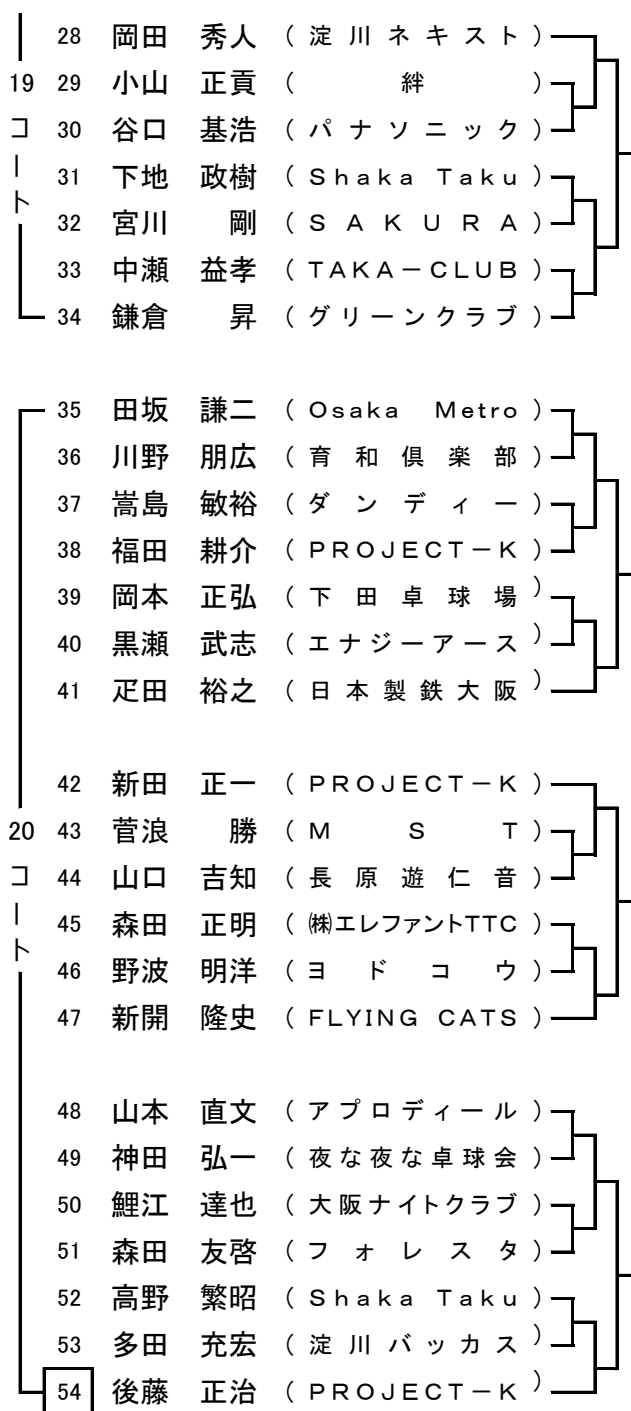 28 岡田 秀人 (淀川ネキスト)
19 29 小山 正貢 (絆)
コート 30 谷口 基浩 (パナソニック)
31 下地 政樹 (Shaka Taku)
32 宮川 剛 (SAKURA)
33 中瀬 益孝 (TAKA-CLUB)
34 鎌倉 昇 (グリーンクラブ)
35 田坂 謙二 (Osaka Metro)
36 川野 朋広 (育和倶楽部)
37 嵩島 敏裕 (ダンディー)
38 福田 耕介 (PROJECT-K)
39 岡本 正弘 (下田卓球場)
40 黒瀬 武志 (エナジーアース)
41 疋田 裕之 (日本製鉄大阪)
42 新田 正一 (PROJECT-K)
20 43 菅浪 勝 (MST)
コート 44 山口 吉知 (長原遊仁音)
45 森田 正明 (㈱エレファントTTC)
46 野波 明洋 (ヨドコウ)
47 新開 隆史 (FLYING CATS)
48 山本 直文 (アプロディール)
49 神田 弘一 (夜な夜な卓球会)
50 鯉江 達也 (大阪ナイトクラブ)
51 森田 友啓 (フォレスタ)
52 高野 繁昭 (Shaka Taku)
53 多田 充宏 (淀川バッカス)
54 後藤 正治 (PROJECT-K)